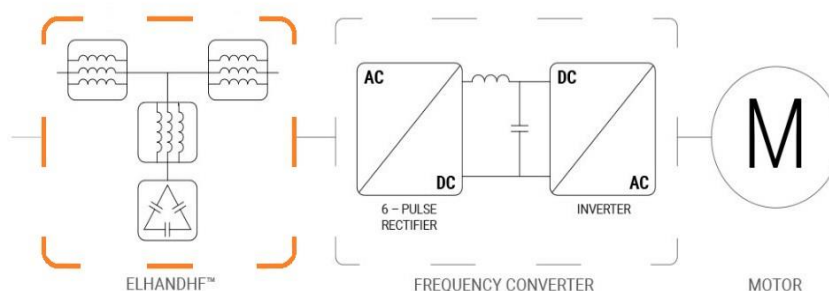 AC
DC
DC
AC
M
6 – PULSE
RECTIFIER
INVERTER
ELHANDHF™
FREQUENCY CONVERTER
MOTOR